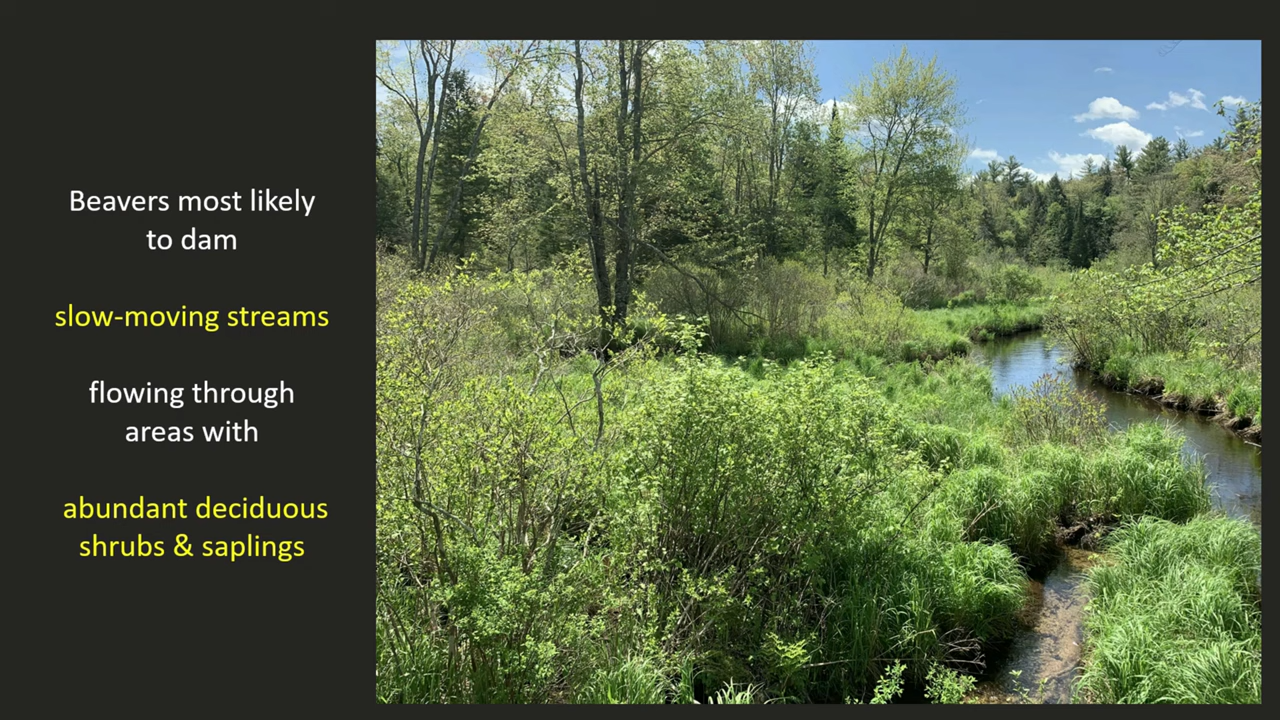 Beavers most likely
to dam
slow-moving streams
flowing through
areas with
abundant deciduous
shrubs & saplings